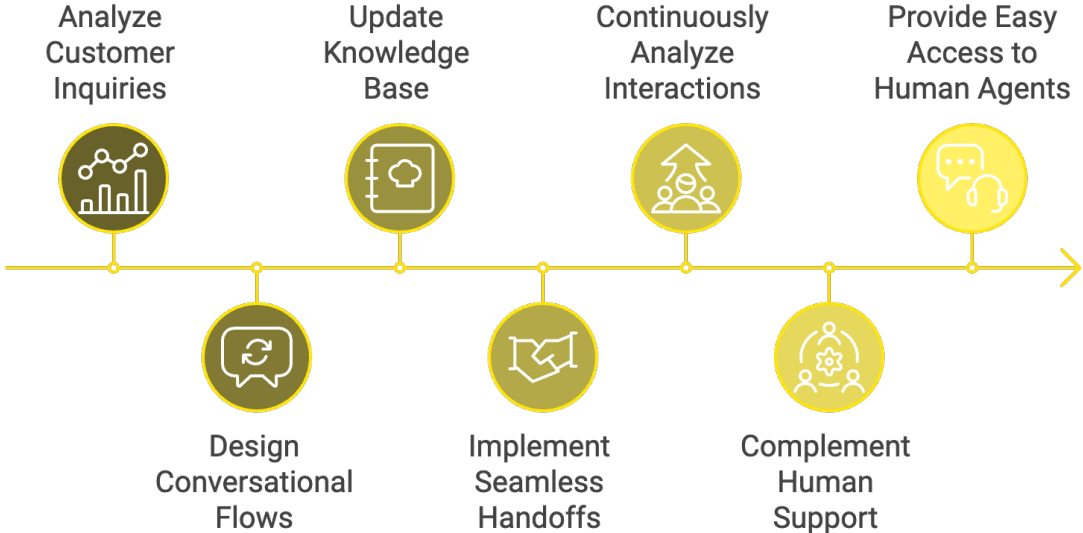 Analyze
Customer
Inquiries
Design
Conversational
Flows
Update
Knowledge
Base
Implement
Seamless
Handoffs
Continuously
Analyze
Interactions
Complement
Human
Support
Provide Easy
Access to
Human Agents